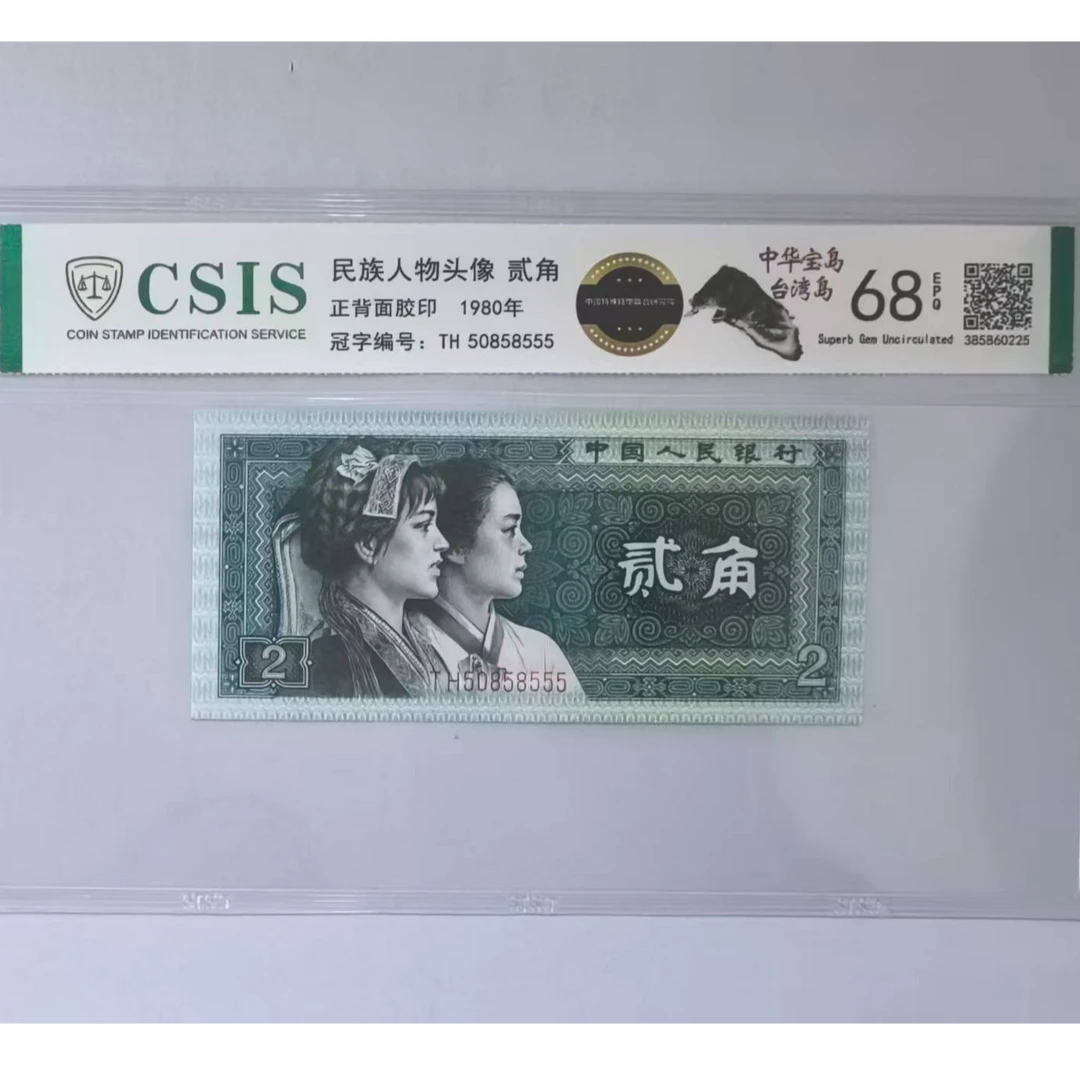 CSIS
COIN STAMP IDENTIFICATION SERVICE
民族人物头像 贰角
正背面胶印 1980年
冠字编号：TH 50858555
中华宝岛
台湾岛
68
EPQ
Superb Gem Uncirculated
385860225
中国人民银行
贰角
2
TH50858555
2